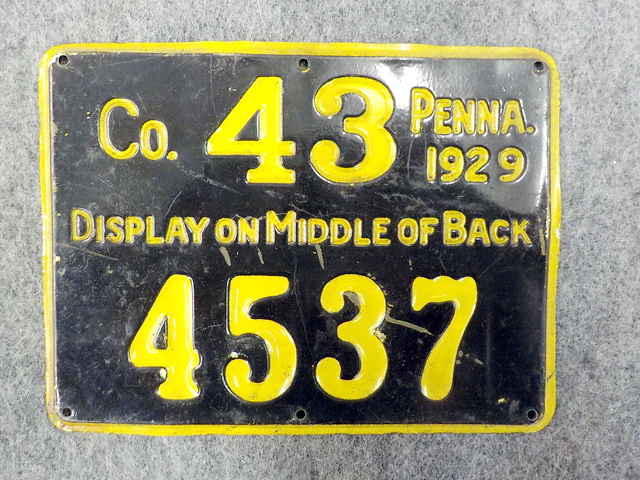 Co. 43 PENNA. 1929
DISPLAY ON MIDDLE OF BACK
4537